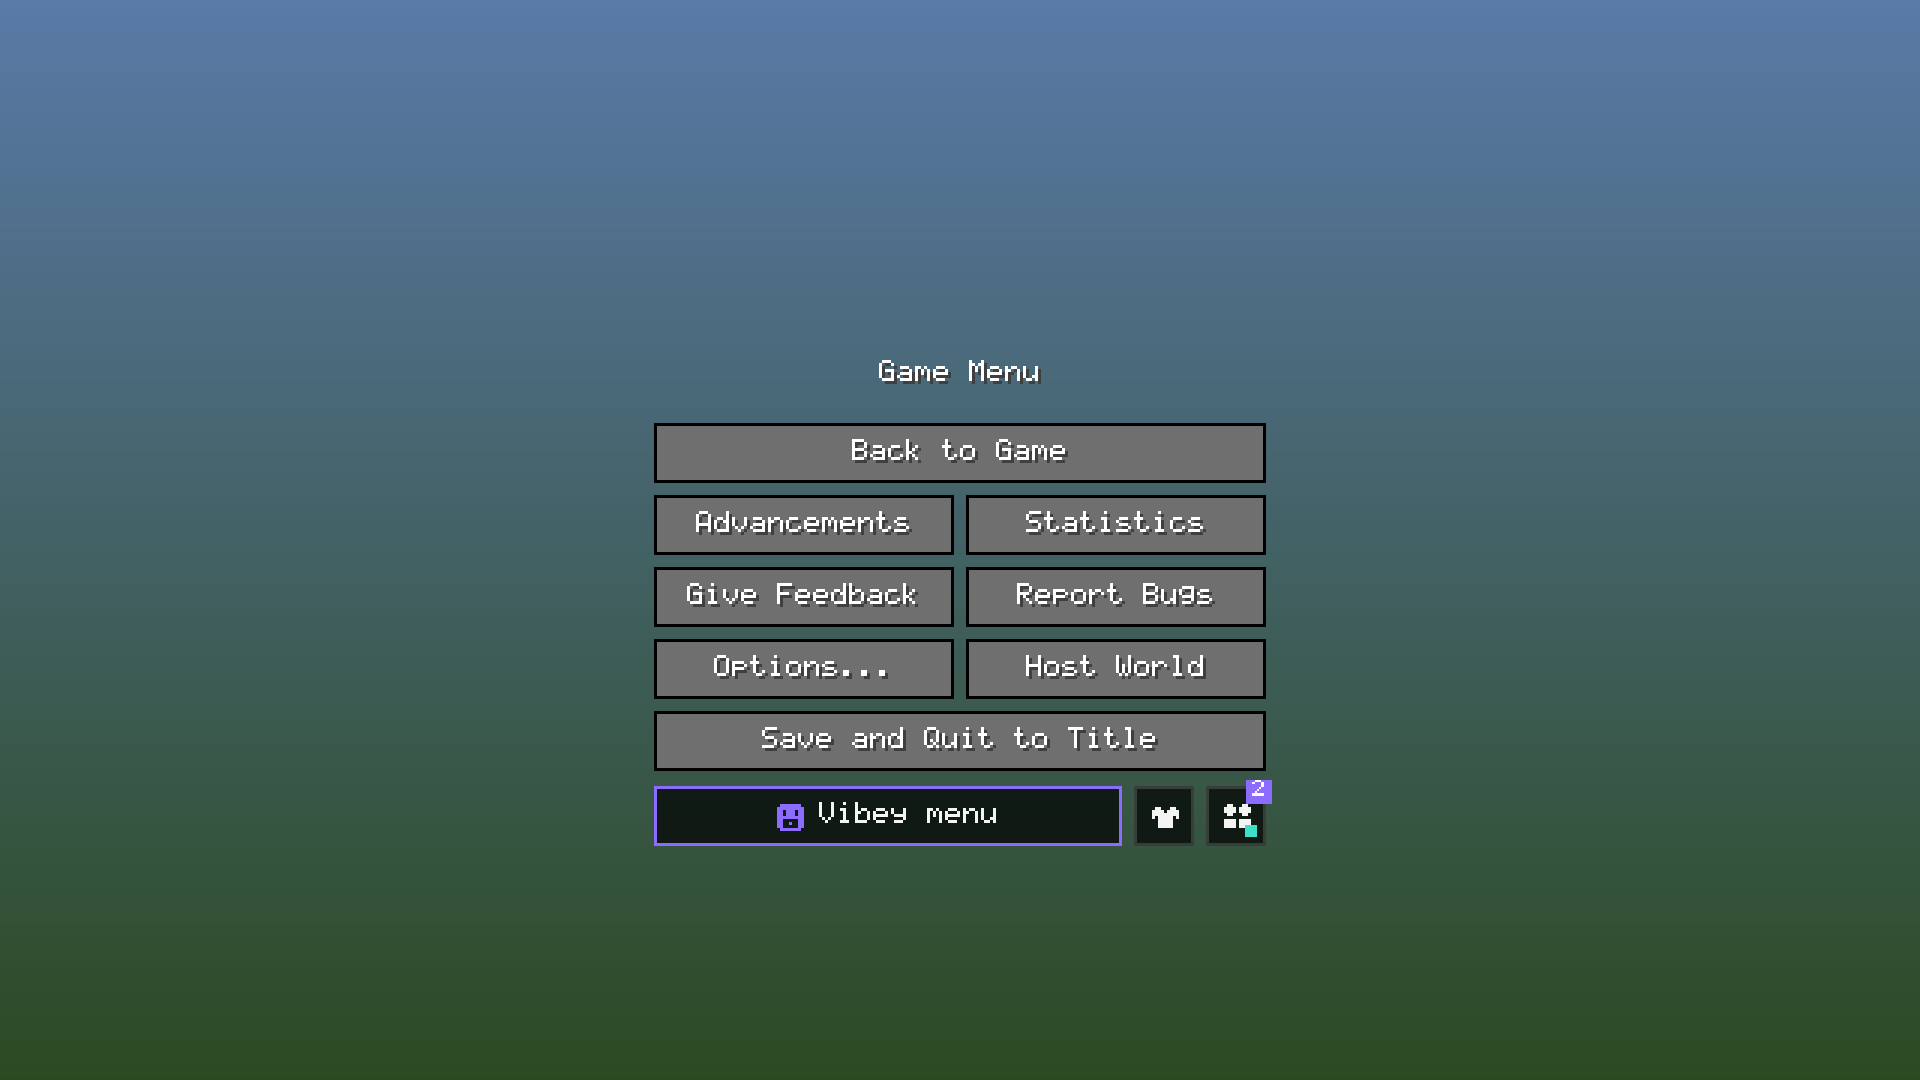 Game Menu
Back to Game
Advancements
Statistics
Give Feedback
Report Bugs
Options...
Host World
Save and Quit to Title
2
Vibey menu